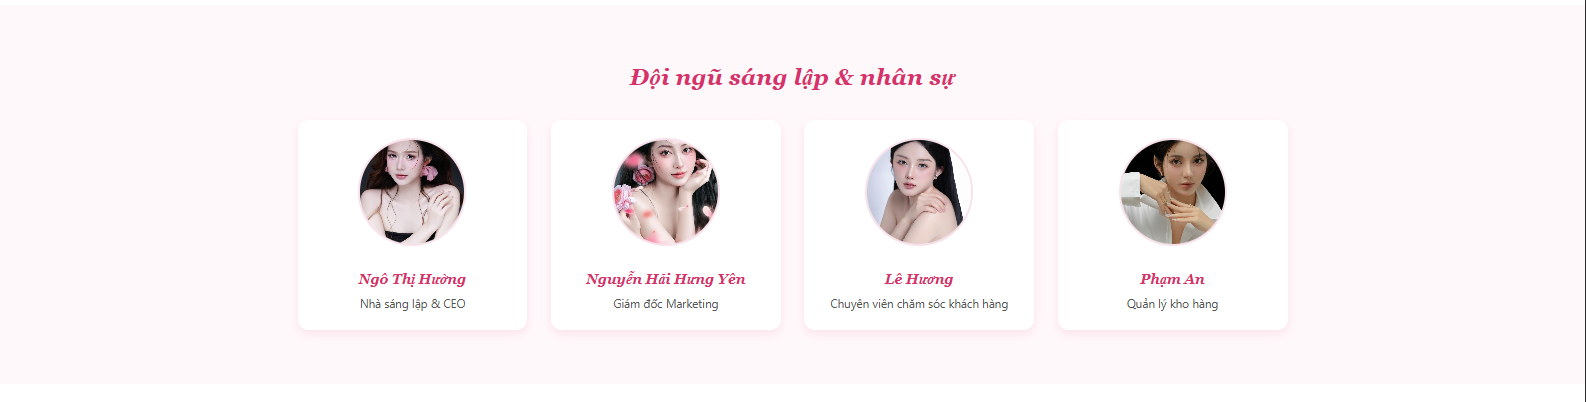 Đội ngũ sáng lập & nhân sự
Ngô Thị Hường
Nhà sáng lập & CEO
Nguyễn Hải Hưng Yên
Giám đốc Marketing
Lê Hương
Chuyên viên chăm sóc khách hàng
Phạm An
Quản lý kho hàng